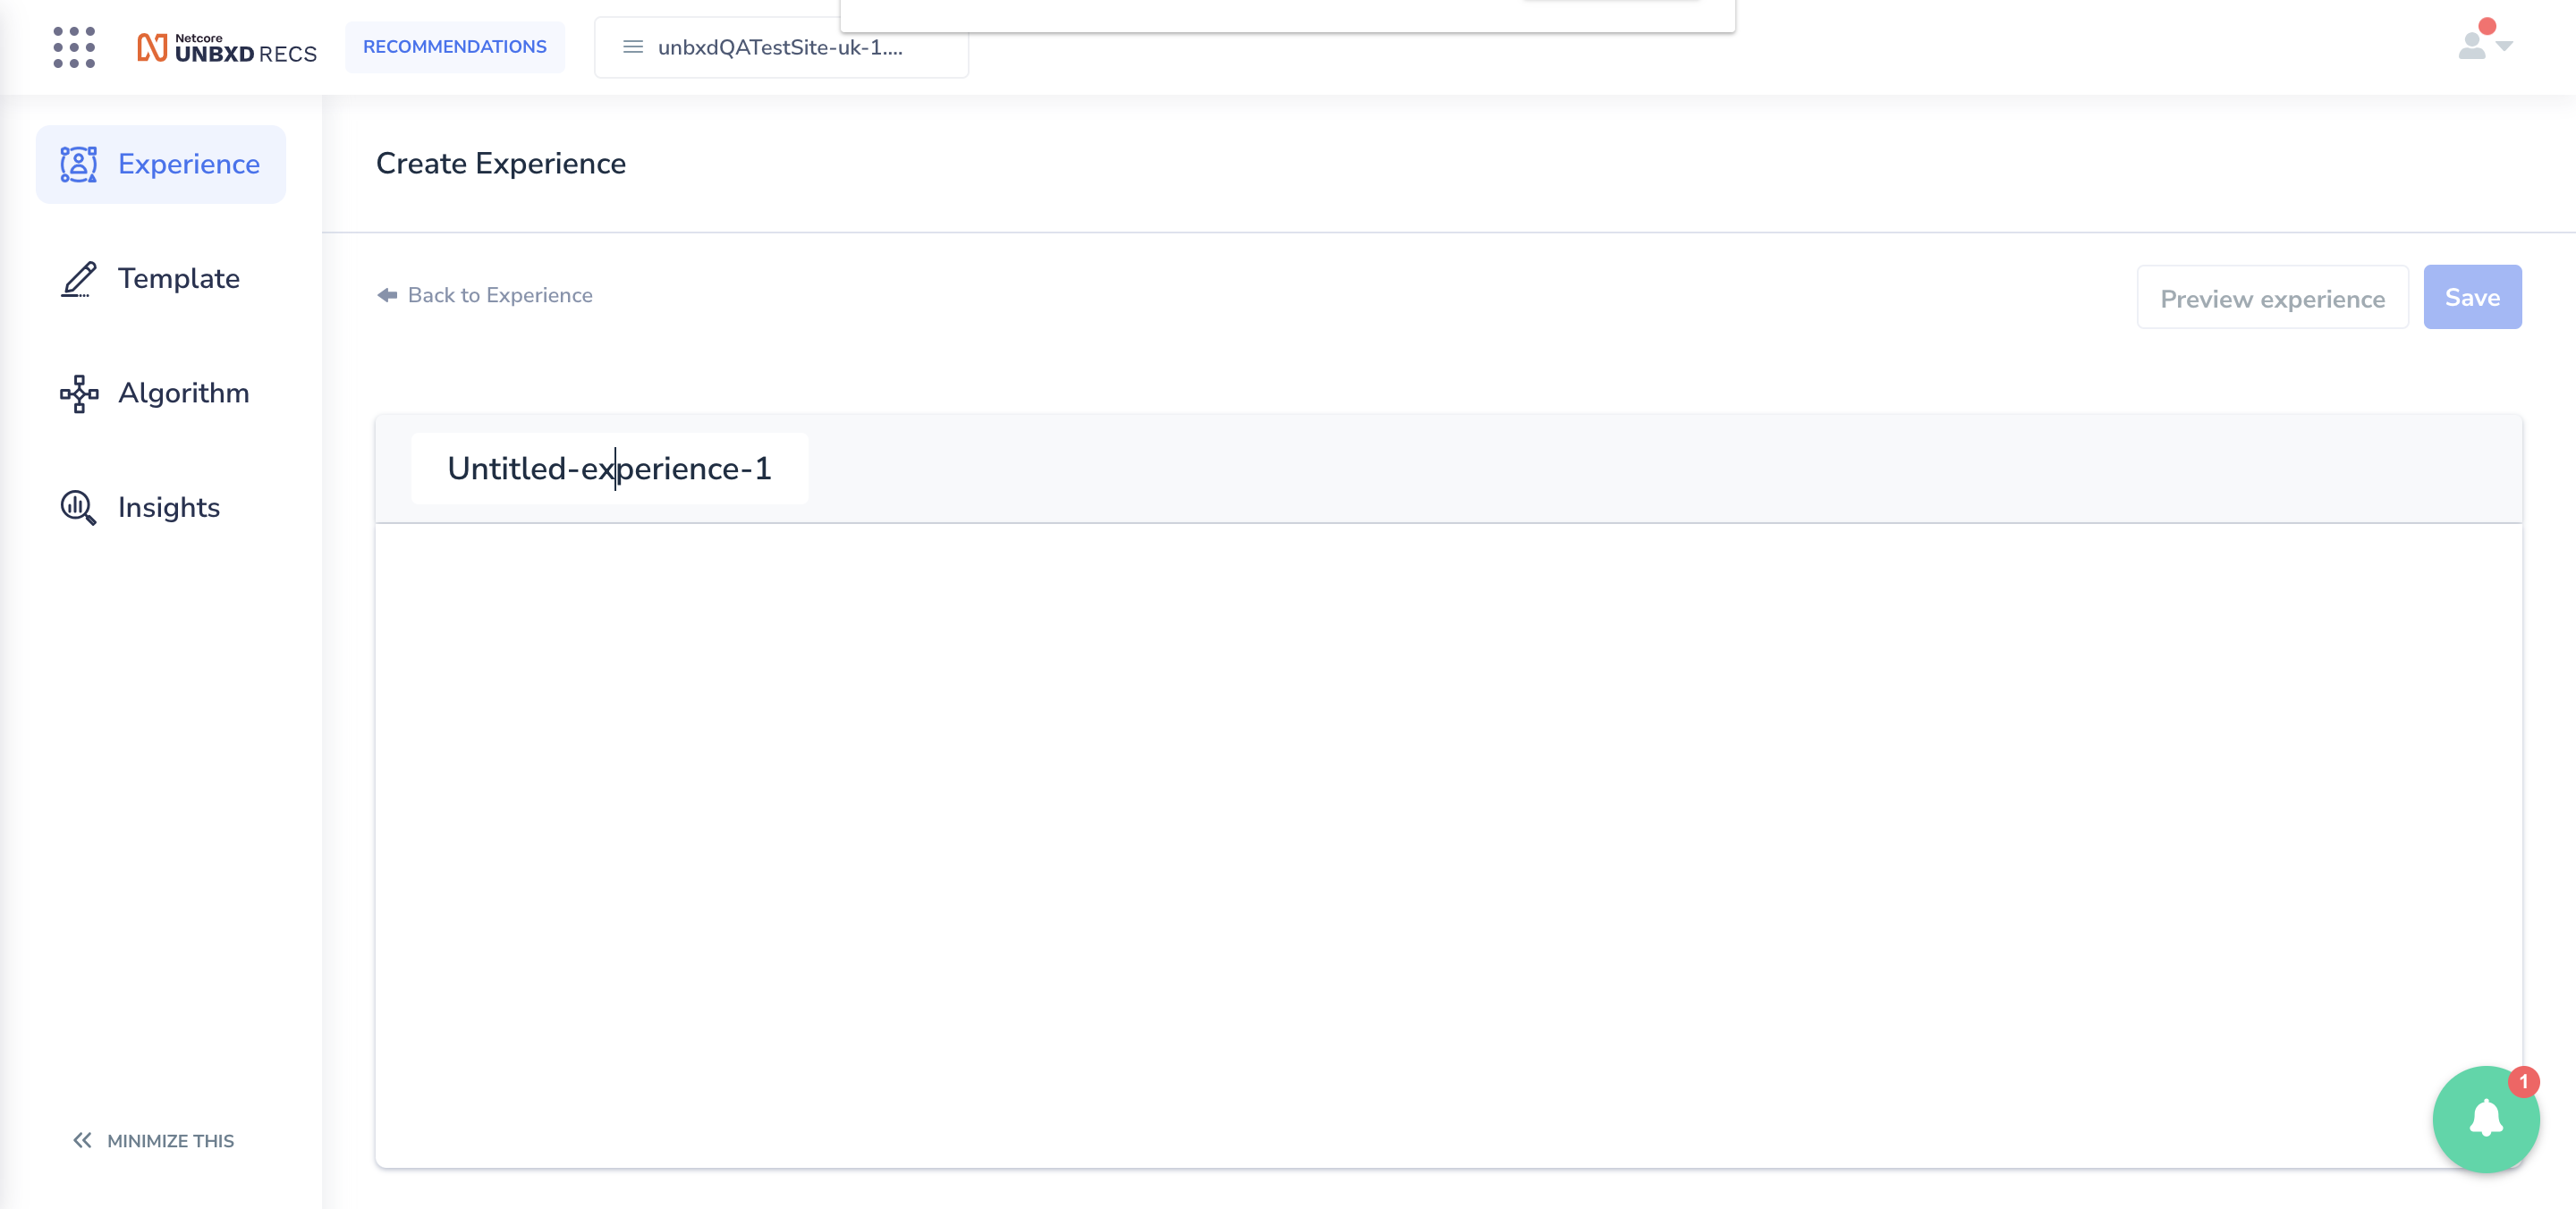 Netcore
UNBXD RECS
RECOMMENDATIONS
unbxdQATestSite-uk-1....
Experience
Template
Algorithm
Insights
MINIMIZE THIS
Create Experience
Back to Experience
Preview experience
Save
Untitled-experience-1
1